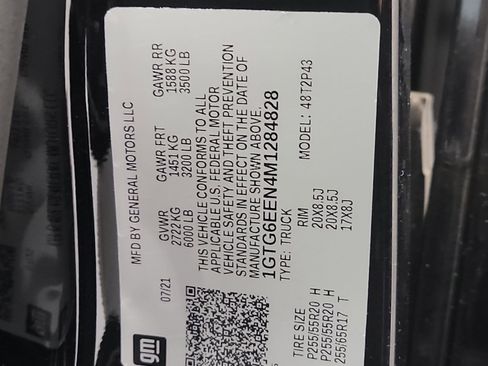 gm
MFD BY GENERAL MOTORS LLC
07/21
GVWR GAWR FRT GAWR RR
2722 KG 1451 KG 1588 KG
6000 LB 3200 LB 3500 LB
THIS VEHICLE CONFORMS TO ALL
APPLICABLE U.S. FEDERAL MOTOR
VEHICLE SAFETY AND THEFT PREVENTION
STANDARDS IN EFFECT ON THE DATE OF
MANUFACTURE SHOWN ABOVE.
1GTG6EEN4M1284828
TYPE: TRUCK MODEL: 48T2P43
TIRE SIZE RIM
P255/55R20 H 20X8.5J
P255/55R20 H 20X8.5J
255/65R17 T 17X8J